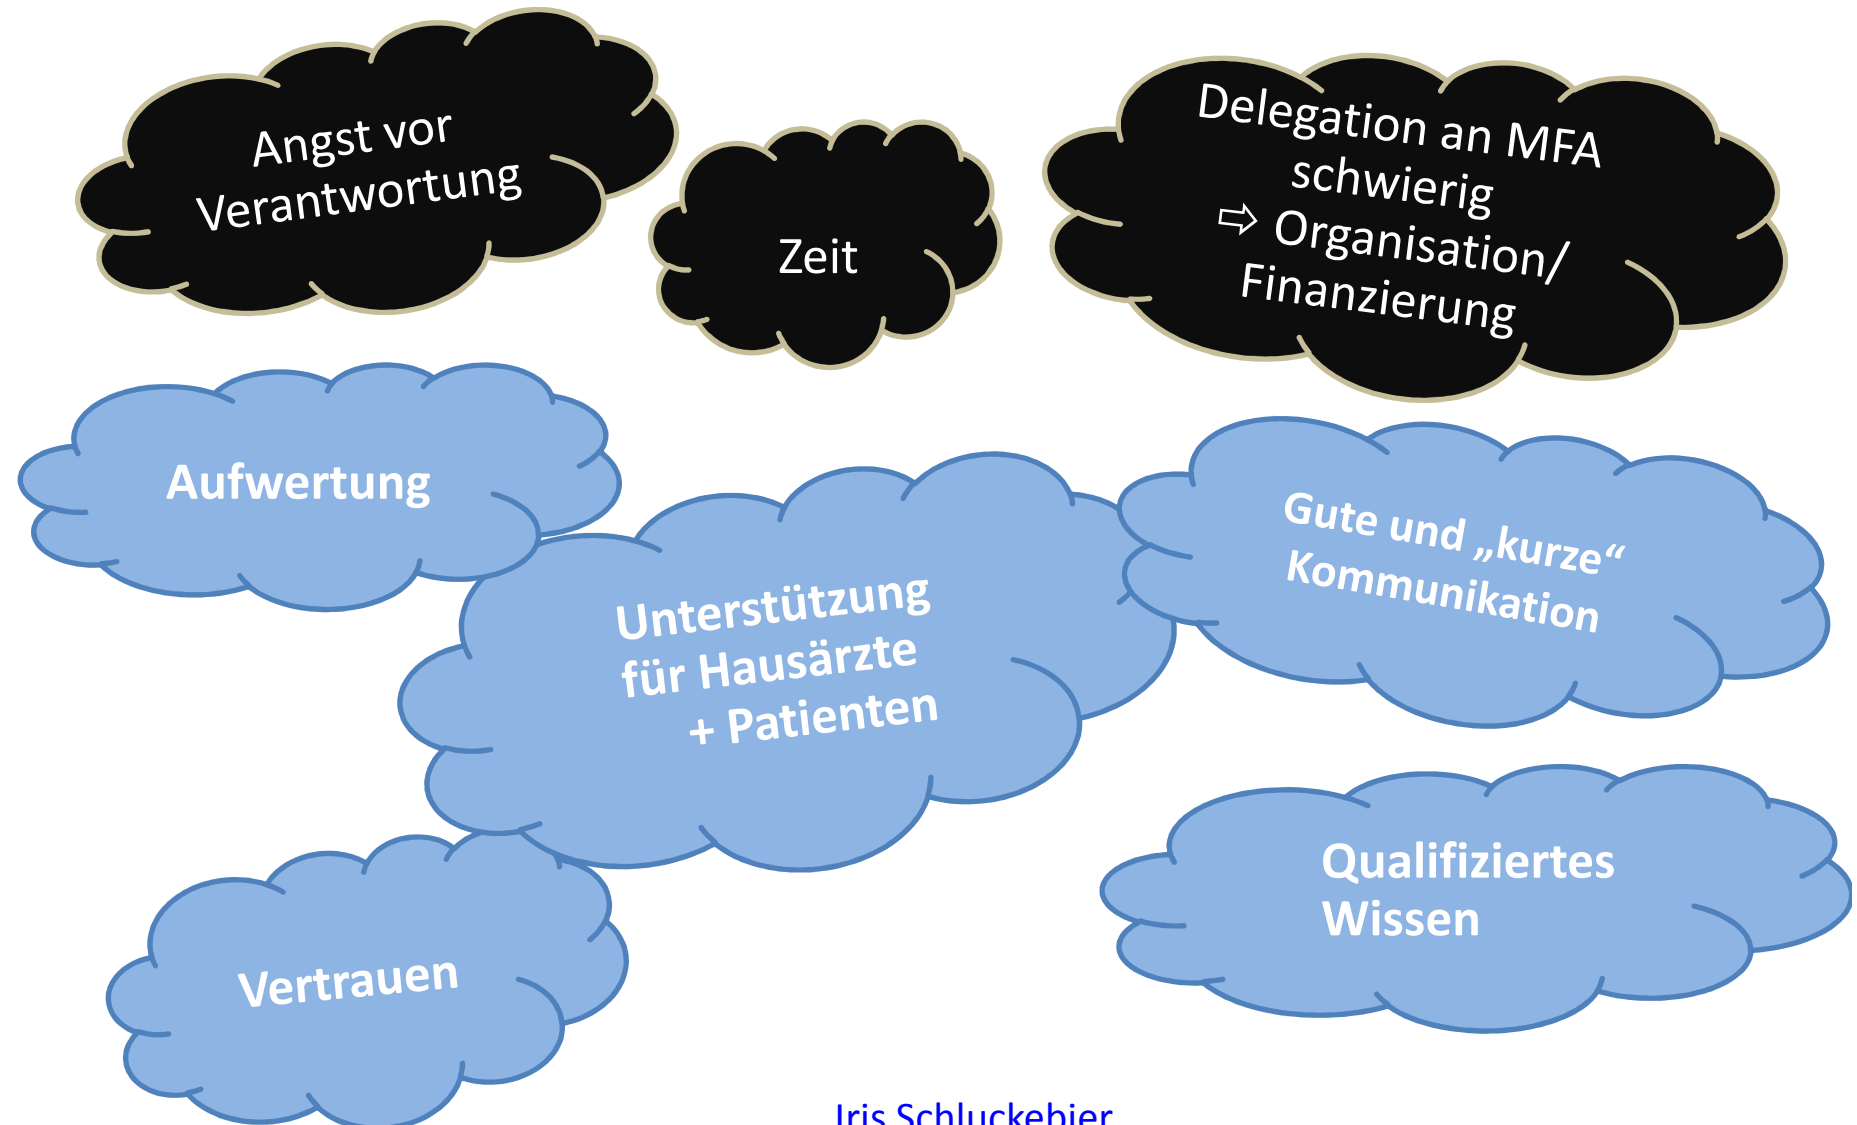 Angst vor
Verantwortung
Zeit
Delegation an MFA
schwierig
⇨ Organisation/
Finanzierung
Aufwertung
Unterstützung
für Hausärzte
+ Patienten
Gute und „kurze“
Kommunikation
Qualifiziertes
Wissen
Vertrauen
Iris Schluckebier